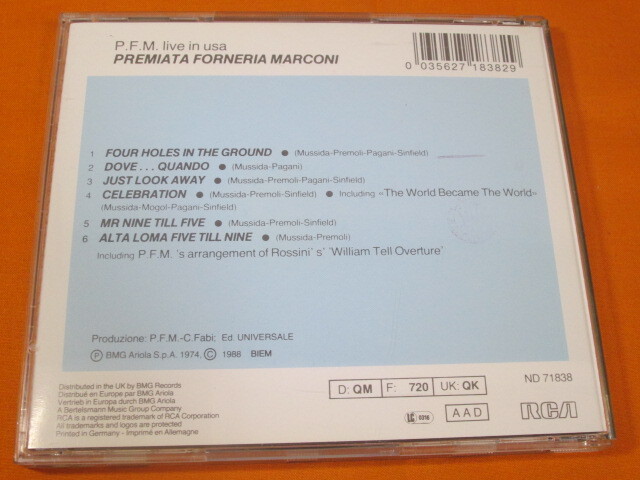 P.F.M. live in usa
PREMIATA FORNERIA MARCONI
0 035627 183829
1 FOUR HOLES IN THE GROUND ● (Mussida-Premoli-Pagani-Sinfield)
2 DOVE . . . QUANDO ● (Mussida-Pagani)
3 JUST LOOK AWAY ● (Mussida-Premoli-Pagani-Sinfield)
4 CELEBRATION ● (Mussida-Premoli-Sinfield) ● Including »The World Became The World«
(Mussida-Mogol-Pagani-Sinfield)
5 MR NINE TILL FIVE ● (Mussida-Premoli-Sinfield)
6 ALTA LOMA FIVE TILL NINE ● (Mussida-Premoli)
Including P.F.M. ´s arrangement of Rossini´ s' 'William Tell Overture'
Produzione: P.F.M.-C.Fabi; Ed. UNIVERSALE
Ⓟ BMG Ariola S.p.A. 1974, Ⓒ 1988 BIEM
Distributed in the UK by BMG Records
Distribué en Europe par BMG Ariola
Vertrieb in Europa durch BMG Ariola
A Bertelsmann Music Group Company
RCA is a registered trademark of RCA Corporation
All trademarks and logos are protected
Printed in Germany - Imprimé en Allemagne
D: QM F: 720 UK: QK
ND 71838
LC 0316
AAD
RCA